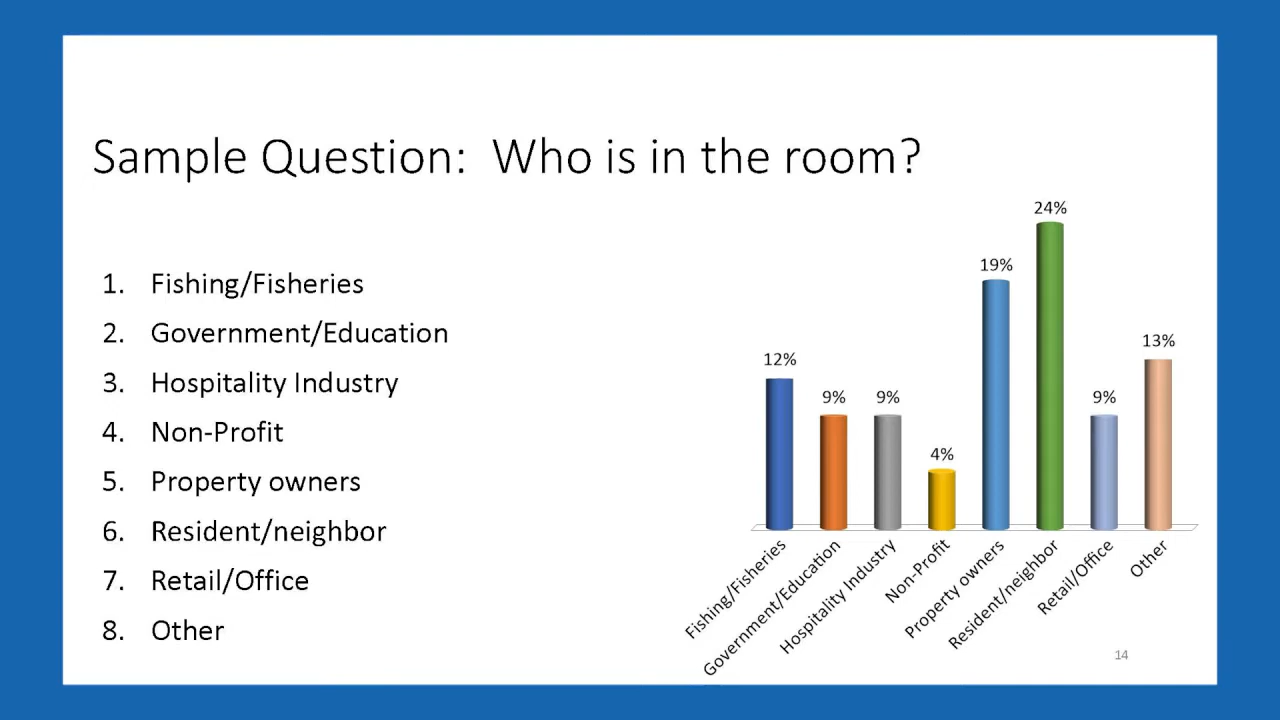 Sample Question:  Who is in the room?
1. Fishing/Fisheries
2. Government/Education
3. Hospitality Industry
4. Non-Profit
5. Property owners
6. Resident/neighbor
7. Retail/Office
8. Other
12%
9%
9%
4%
19%
24%
9%
13%
Fishing/Fisheries
Government/Education
Hospitality Industry
Non-Profit
Property owners
Resident/neighbor
Retail/Office
Other
14